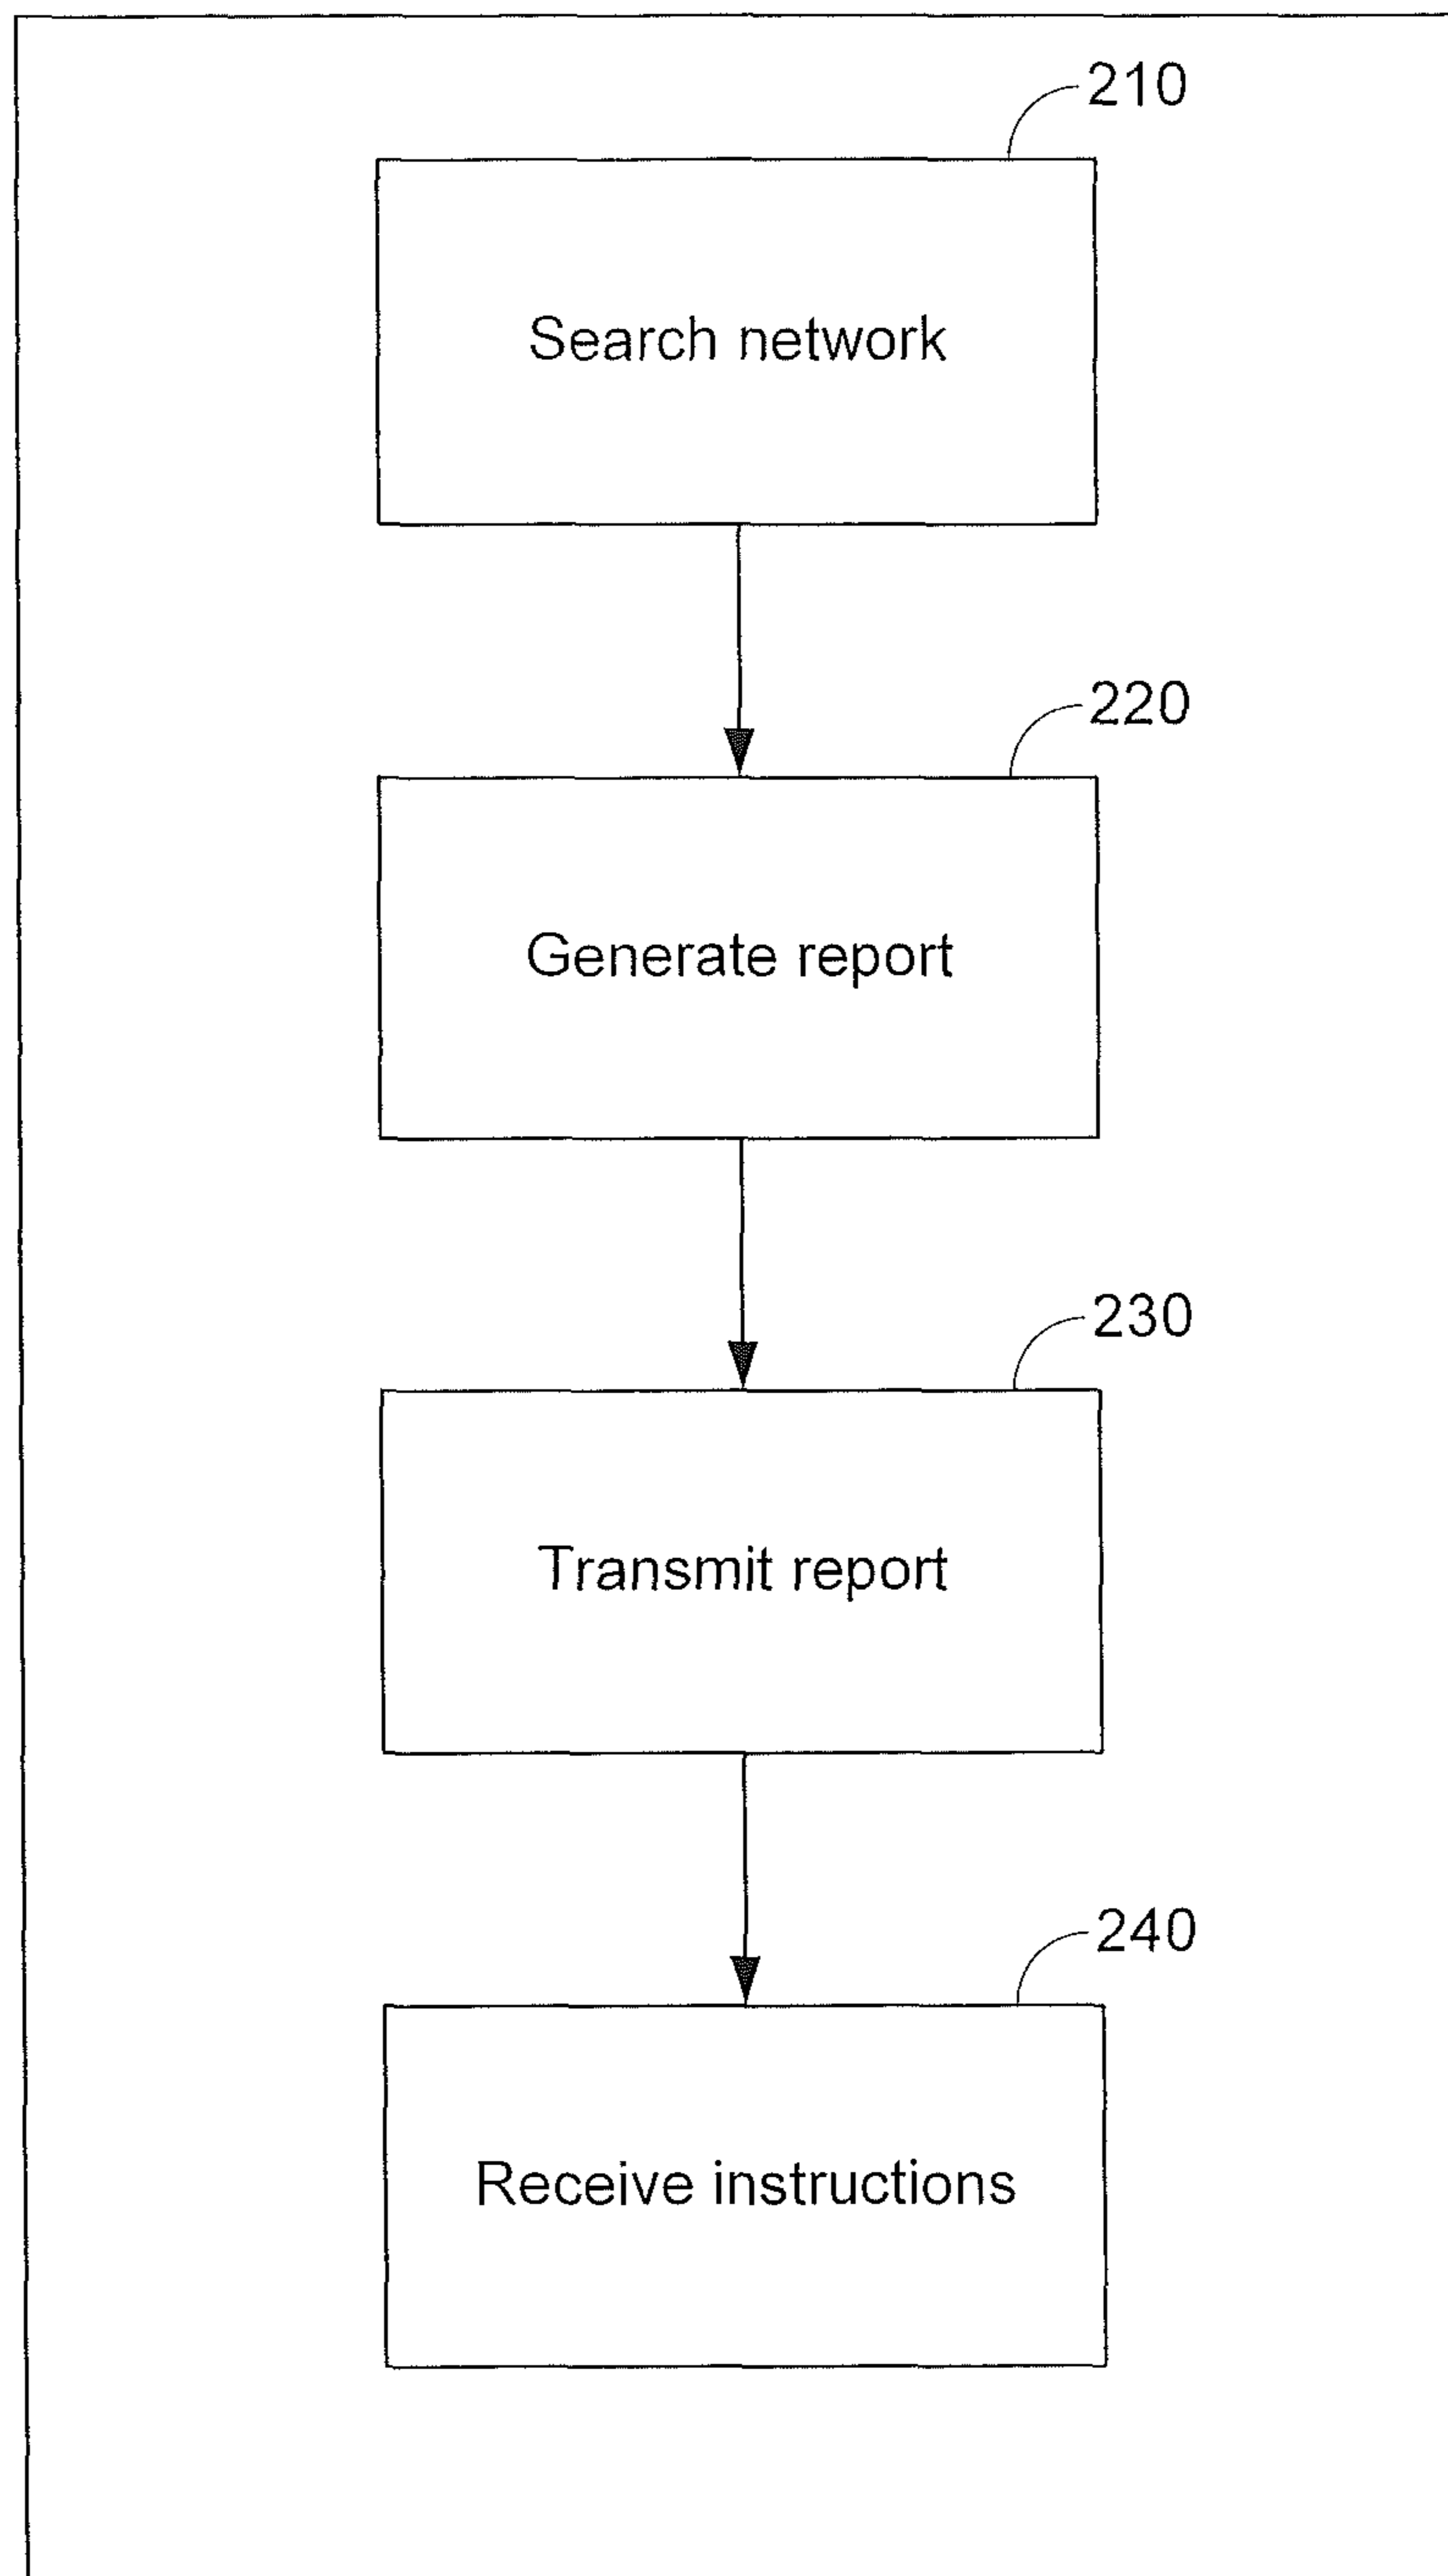 210
Search network
220
Generate report
230
Transmit report
240
Receive instructions